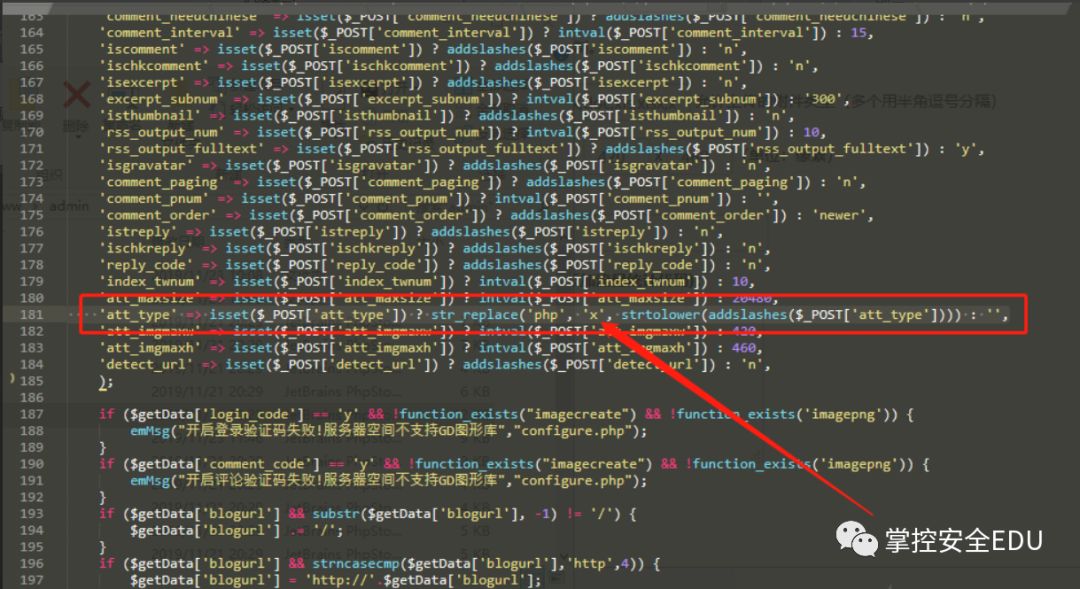 163 'comment_needchinese' => isset($_POST['comment_needchinese']) ? addslashes($_POST['comment_needchinese']) : 'n',
164 'comment_interval' => isset($_POST['comment_interval']) ? intval($_POST['comment_interval']) : 15,
165 'iscomment' => isset($_POST['iscomment']) ? addslashes($_POST['iscomment']) : 'n',
166 'ischkcomment' => isset($_POST['ischkcomment']) ? addslashes($_POST['ischkcomment']) : 'n',
167 'isexcerpt' => isset($_POST['isexcerpt']) ? addslashes($_POST['isexcerpt']) : 'n',
168 'excerpt_subnum' => isset($_POST['excerpt_subnum']) ? intval($_POST['excerpt_subnum']) : '300',
169 'isthumbnail' => isset($_POST['isthumbnail']) ? addslashes($_POST['isthumbnail']) : 'n',
170 'rss_output_num' => isset($_POST['rss_output_num']) ? intval($_POST['rss_output_num']) : 10,
171 'rss_output_fulltext' => isset($_POST['rss_output_fulltext']) ? addslashes($_POST['rss_output_fulltext']) : 'y',
172 'isgravatar' => isset($_POST['isgravatar']) ? addslashes($_POST['isgravatar']) : 'n',
173 'comment_paging' => isset($_POST['comment_paging']) ? addslashes($_POST['comment_paging']) : 'n',
174 'comment_pnum' => isset($_POST['comment_pnum']) ? intval($_POST['comment_pnum']) : '',
175 'comment_order' => isset($_POST['comment_order']) ? addslashes($_POST['comment_order']) : 'newer',
176 'istreply' => isset($_POST['istreply']) ? addslashes($_POST['istreply']) : 'n',
177 'ischkreply' => isset($_POST['ischkreply']) ? addslashes($_POST['ischkreply']) : 'n',
178 'reply_code' => isset($_POST['reply_code']) ? addslashes($_POST['reply_code']) : 'n',
179 'index_twnum' => isset($_POST['index_twnum']) ? intval($_POST['index_twnum']) : 10,
180 'att_maxsize' => isset($_POST['att_maxsize']) ? intval($_POST['att_maxsize']) : 20480,
181 'att_type' => isset($_POST['att_type']) ? str_replace('php', 'x', strtolower(addslashes($_POST['att_type']))) : '',
182 'att_imgmaxw' => isset($_POST['att_imgmaxw']) ? intval($_POST['att_imgmaxw']) : 420,
183 'att_imgmaxh' => isset($_POST['att_imgmaxh']) ? intval($_POST['att_imgmaxh']) : 460,
184 'detect_url' => isset($_POST['detect_url']) ? addslashes($_POST['detect_url']) : 'n',
185 );
186
187 if ($getData['login_code'] == 'y' && !function_exists("imagecreate") && !function_exists('imagepng')) {
188 emMsg("开启登录验证码失败!服务器空间不支持GD图形库","configure.php");
189 }
190 if ($getData['comment_code'] == 'y' && !function_exists("imagecreate") && !function_exists('imagepng')) {
191 emMsg("开启评论验证码失败!服务器空间不支持GD图形库","configure.php");
192 }
193 if ($getData['blogurl'] && substr($getData['blogurl'], -1) != '/') {
194 $getData['blogurl'] .= '/';
195 }
196 if ($getData['blogurl'] && strncasecmp($getData['blogurl'],'http',4)) {
197 $getData['blogurl'] = 'http://'.$getData['blogurl'];
(多个用半角逗号分隔)
删除
admin
2019/11/21 20:29 JetBrains PhpSto... 6 KB
掌控安全EDU